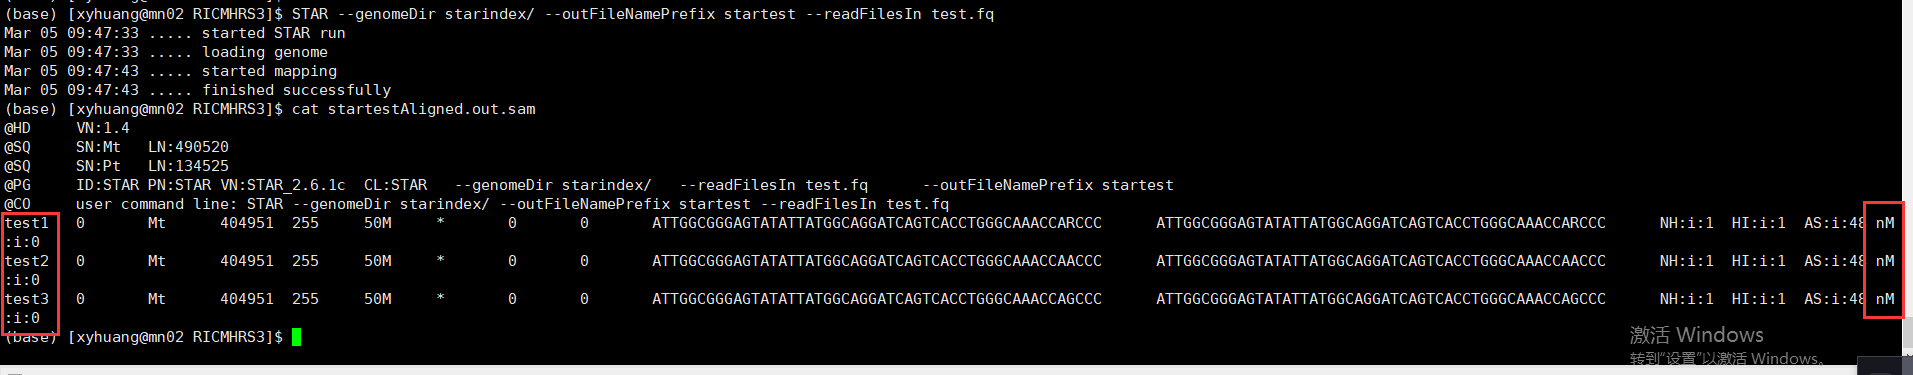 (base) [xyhuang@mn02 RICMHRS3]$ STAR --genomeDir starindex/ --outFileNamePrefix startest --readFilesIn test.fq
Mar 05 09:47:33 ..... started STAR run
Mar 05 09:47:33 ..... loading genome
Mar 05 09:47:43 ..... started mapping
Mar 05 09:47:43 ..... finished successfully
(base) [xyhuang@mn02 RICMHRS3]$ cat startestAligned.out.sam
@HD     VN:1.4
@SQ     SN:Mt   LN:490520
@SQ     SN:Pt   LN:134525
@PG     ID:STAR PN:STAR VN:STAR_2.6.1c  CL:STAR   --genomeDir starindex/   --readFilesIn test.fq      --outFileNamePrefix startest
@CO     user command line: STAR --genomeDir starindex/ --outFileNamePrefix startest --readFilesIn test.fq
test1   0       Mt      404951  255     50M     *       0       0       ATTGGCGGGAGTATATTATGGCAGGATCAGTCACCTGGGCAAACCARCCC      ATTGGCGGGAGTATATTATGGCAGGATCAGTCACCTGGGCAAACCARCCC      NH:i:1  HI:i:1  AS:i:48 nM
:i:0
test2   0       Mt      404951  255     50M     *       0       0       ATTGGCGGGAGTATATTATGGCAGGATCAGTCACCTGGGCAAACCAACCC      ATTGGCGGGAGTATATTATGGCAGGATCAGTCACCTGGGCAAACCAACCC      NH:i:1  HI:i:1  AS:i:48 nM
:i:0
test3   0       Mt      404951  255     50M     *       0       0       ATTGGCGGGAGTATATTATGGCAGGATCAGTCACCTGGGCAAACCAGCCC      ATTGGCGGGAGTATATTATGGCAGGATCAGTCACCTGGGCAAACCAGCCC      NH:i:1  HI:i:1  AS:i:48 nM
:i:0
(base) [xyhuang@mn02 RICMHRS3]$
激活 Windows
转到"设置"以激活 Windows。